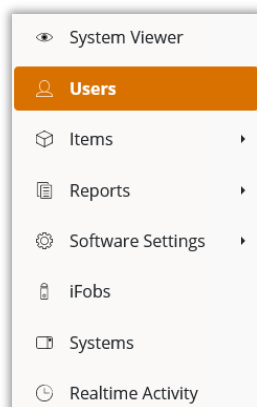 System Viewer
Users
Items
Reports
Software Settings
iFobs
Systems
Realtime Activity